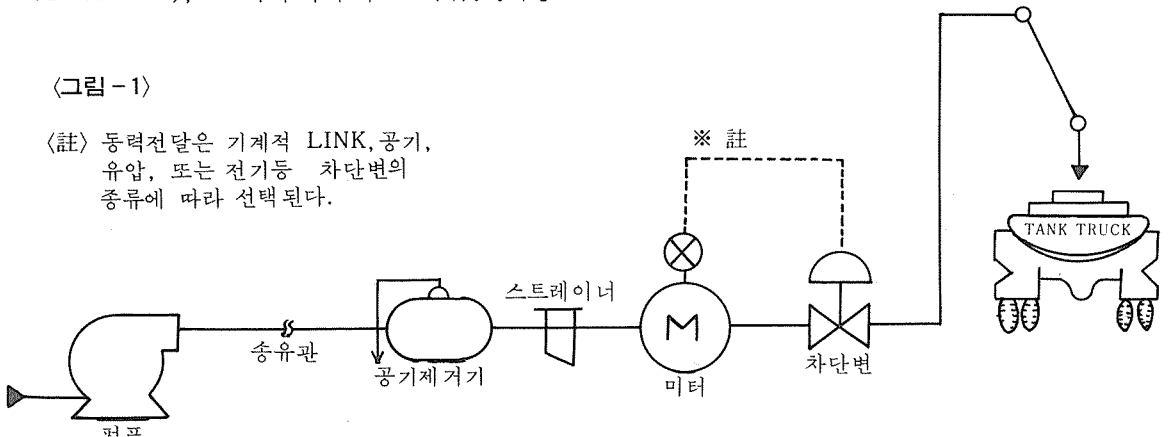 〈그림-1〉
〈註〉 동력전달은 기계적 LINK, 공기,
유압, 또는 전기등 차단변의
종류에 따라 선택된다.
※ 註
TANK TRUCK
스트레이너
M
송유관
공기제거기
미터
차단변
펌프